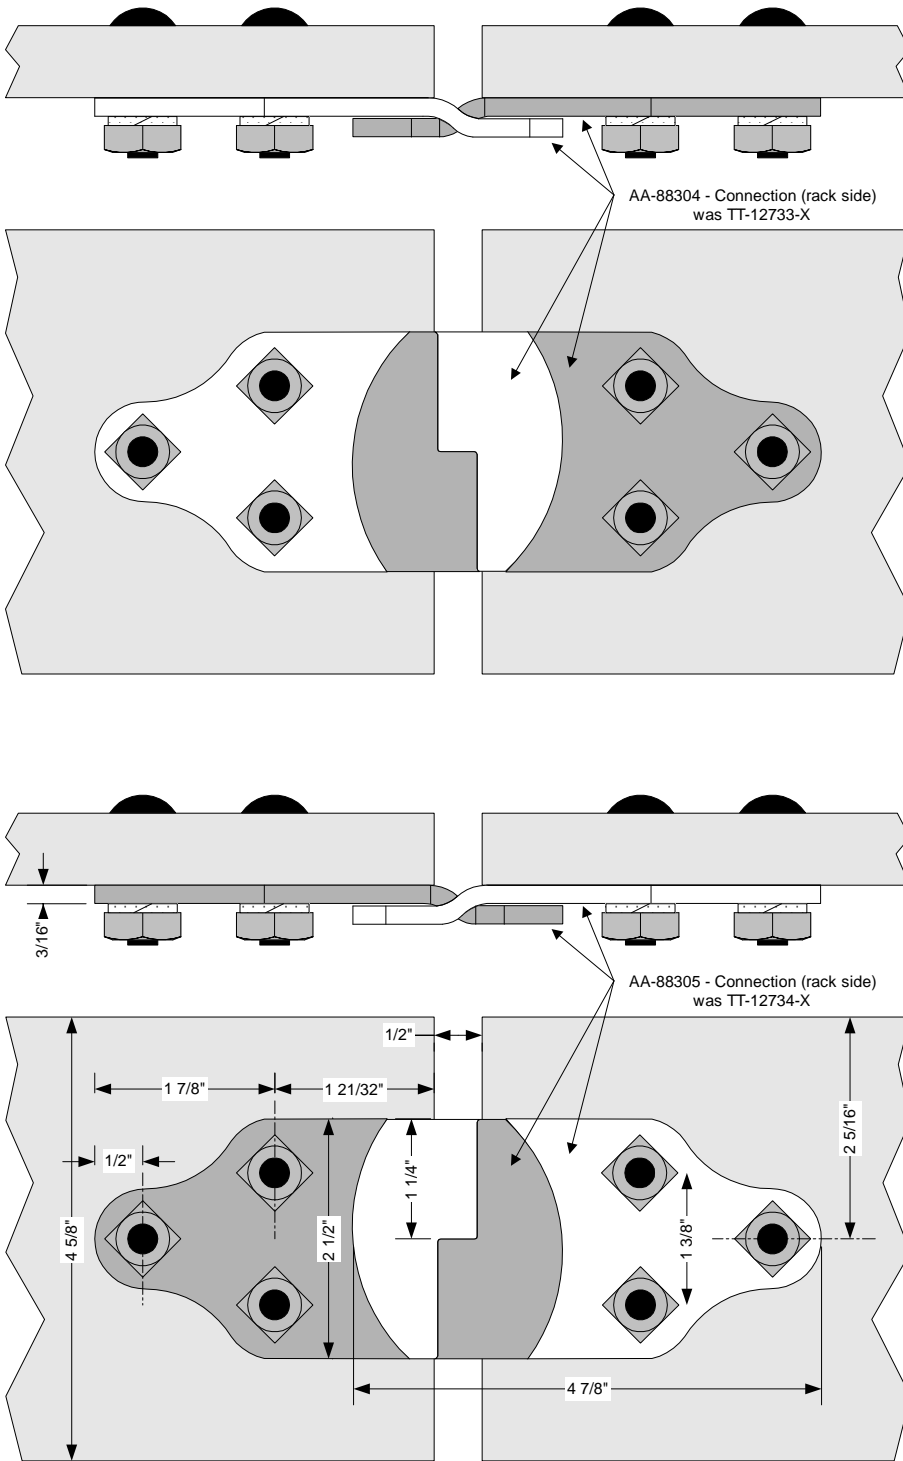 AA-88304 - Connection (rack side)
was TT-12733-X
3/16"
AA-88305 - Connection (rack side)
was TT-12734-X
1/2"
1 7/8"
1 21/32"
2 5/16"
1/2"
1 1/4"
4 5/8"
2 1/2"
1 3/8"
4 7/8"